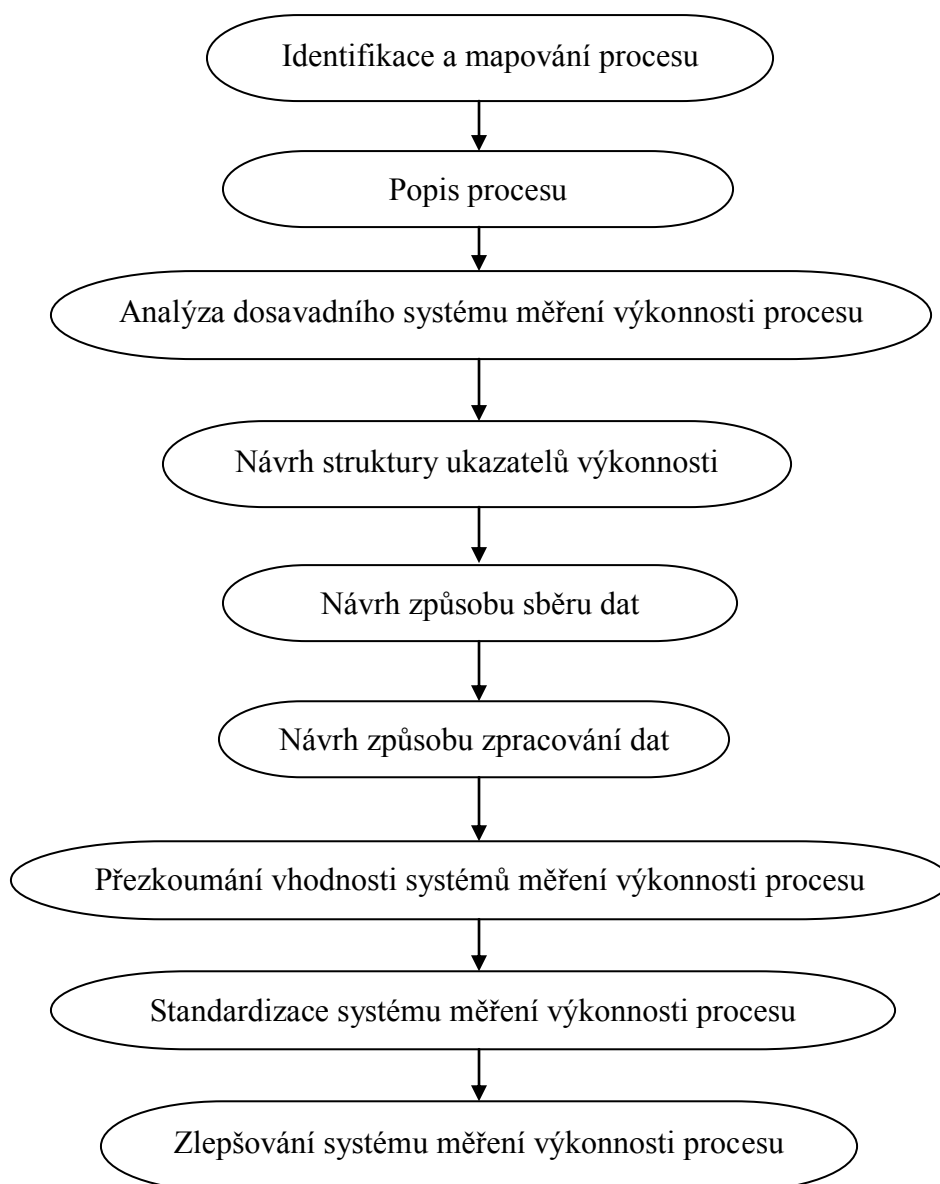 Identifikace a mapování procesu
Popis procesu
Analýza dosavadního systému měření výkonnosti procesu
Návrh struktury ukazatelů výkonnosti
Návrh způsobu sběru dat
Návrh způsobu zpracování dat
Přezkoumání vhodnosti systémů měření výkonnosti procesu
Standardizace systému měření výkonnosti procesu
Zlepšování systému měření výkonnosti procesu